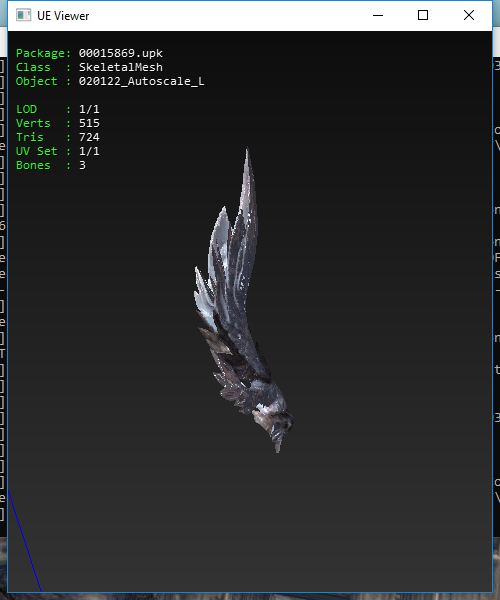 UE Viewer
Package: 00015869.upk
Class : SkeletalMesh
Object : 020122_Autoscale_L
LOD : 1/1
Verts : 515
Tris : 724
UV Set : 1/1
Bones : 3